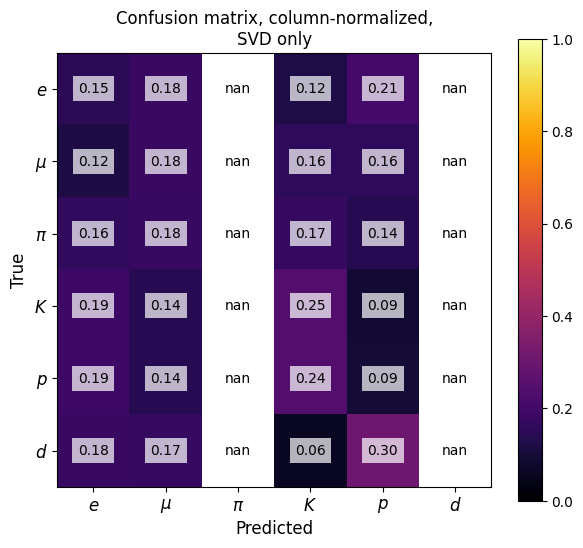 Confusion matrix, column-normalized,
SVD only
1.0
0.8
0.6
0.4
0.2
0.0
True
e 0.15 0.18 nan 0.12 0.21 nan
μ 0.12 0.18 nan 0.16 0.16 nan
π 0.16 0.18 nan 0.17 0.14 nan
K 0.19 0.14 nan 0.25 0.09 nan
p 0.19 0.14 nan 0.24 0.09 nan
d 0.18 0.17 nan 0.06 0.30 nan
e μ π K p d
Predicted